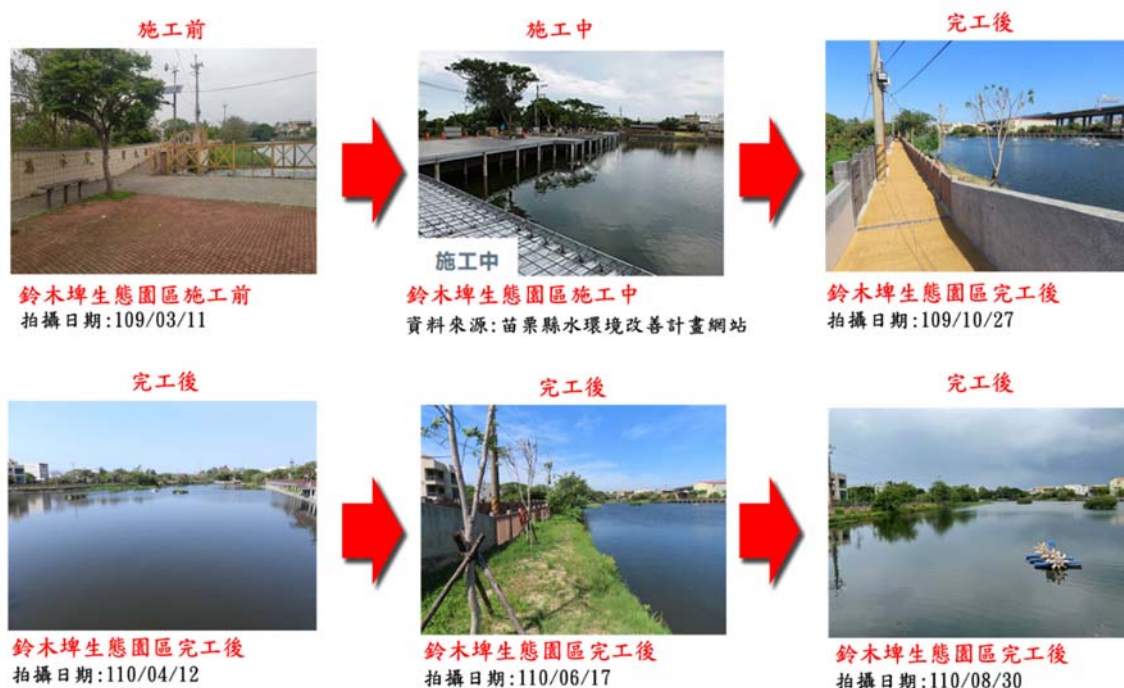 施工前
施工中
完工後
施工中
鈴木埤生態園區施工前
拍攝日期:109/03/11
鈴木埤生態園區施工中
資料來源:苗栗縣水環境改善計畫網站
鈴木埤生態園區完工後
拍攝日期:109/10/27
完工後
完工後
完工後
鈴木埤生態園區完工後
拍攝日期:110/04/12
鈴木埤生態園區完工後
拍攝日期:110/06/17
鈴木埤生態園區完工後
拍攝日期:110/08/30